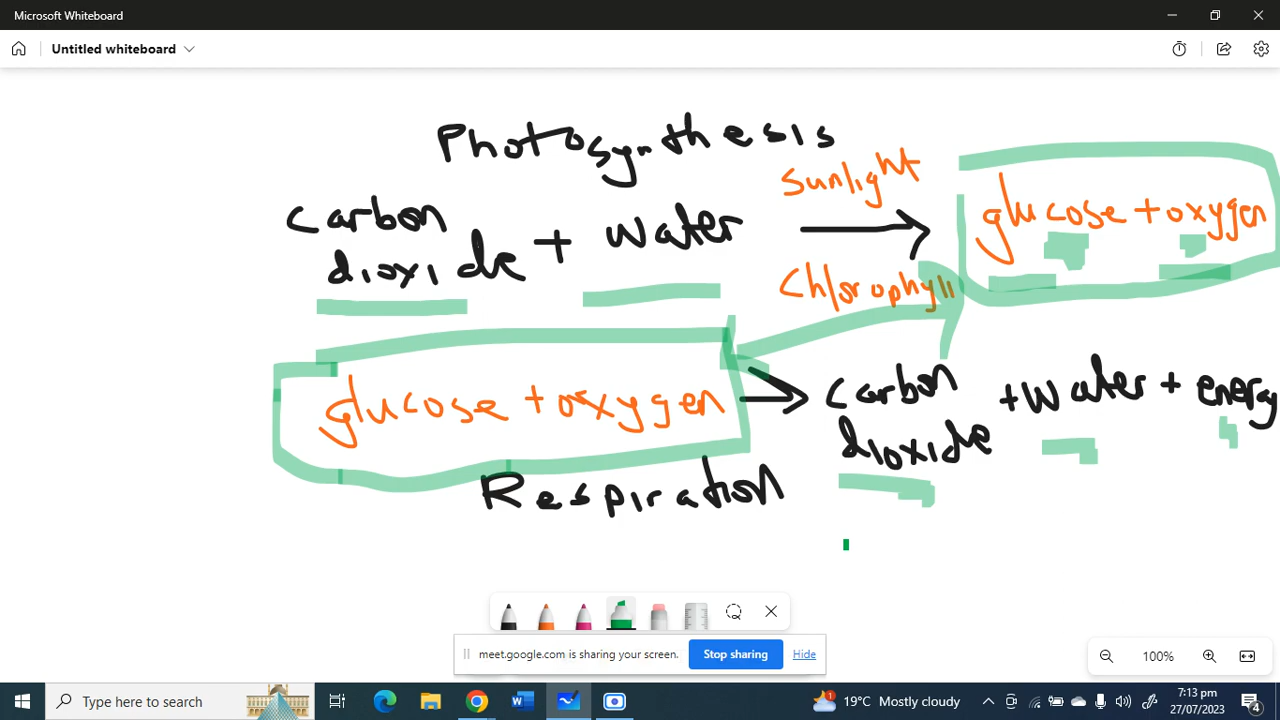 Microsoft Whiteboard
Untitled whiteboard
Photosynthesis
Carbon dioxide + Water
Sunlight
Chlorophyll
glucose + oxygen
glucose + oxygen
Carbon dioxide + Water + energy
Respiration
meet.google.com is sharing your screen.
Stop sharing
Hide
100%
Type here to search
19°C Mostly cloudy
7:13 pm
27/07/2023
4
1